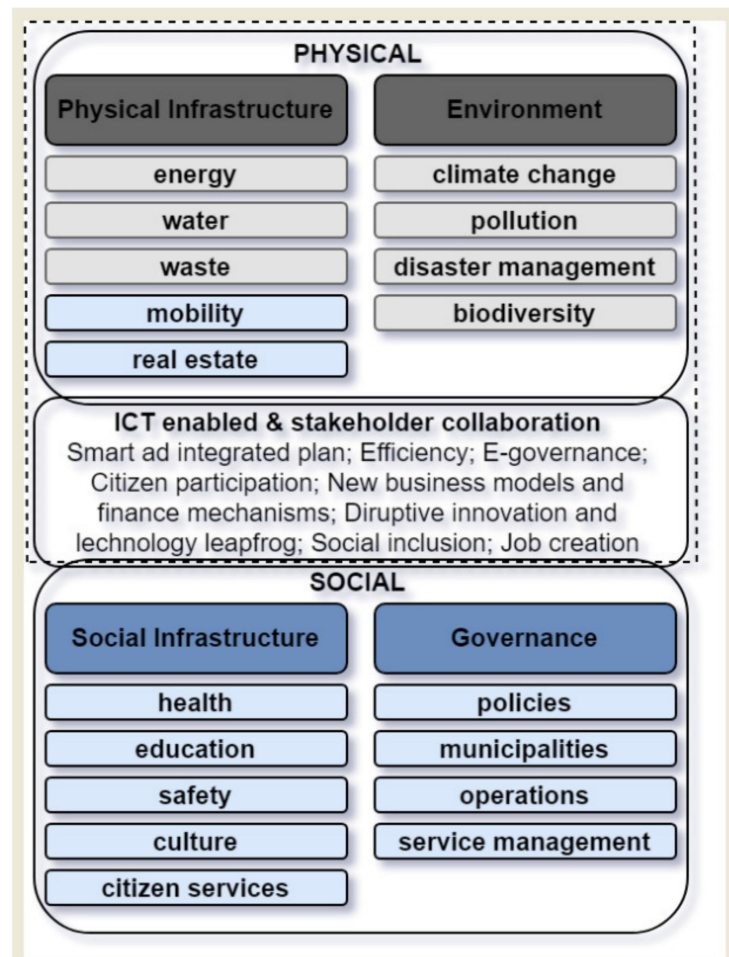 PHYSICAL
Physical Infrastructure
energy
water
waste
mobility
real estate
Environment
climate change
pollution
disaster management
biodiversity
ICT enabled & stakeholder collaboration
Smart ad integrated plan; Efficiency; E-governance;
Citizen participation; New business models and
finance mechanisms; Diruptive innovation and
lechnology leapfrog; Social inclusion; Job creation
SOCIAL
Social Infrastructure
health
education
safety
culture
citizen services
Governance
policies
municipalities
operations
service management